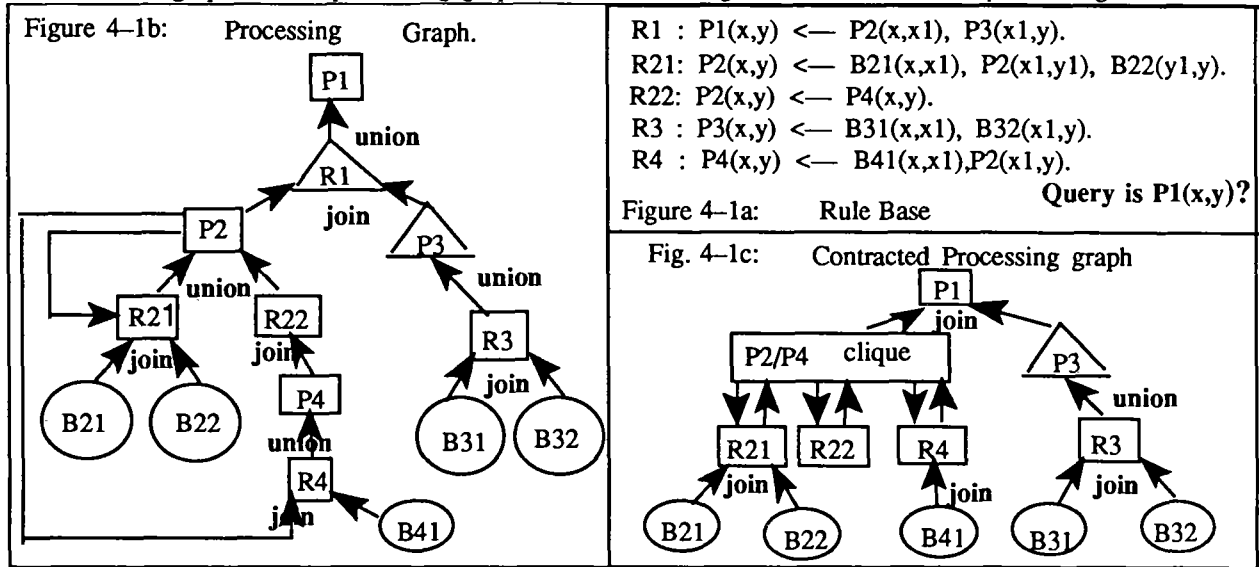 Figure 4–1b: Processing Graph.
P1
union
R1
join
P2
P3
union
union
R21
R22
R3
join
join
join
B21
B22
P4
B31
B32
union
R4
join
B41
R1 : P1(x,y) <— P2(x,x1), P3(x1,y).
R21: P2(x,y) <— B21(x,x1), P2(x1,y1), B22(y1,y).
R22: P2(x,y) <— P4(x,y).
R3 : P3(x,y) <— B31(x,x1), B32(x1,y).
R4 : P4(x,y) <— B41(x,x1),P2(x1,y).
Query is P1(x,y)?
Figure 4–1a: Rule Base
Fig. 4–1c: Contracted Processing graph
P1
join
P2/P4 clique
P3
union
R21
R22
R4
R3
join
join
join
B21
B22
B41
B31
B32